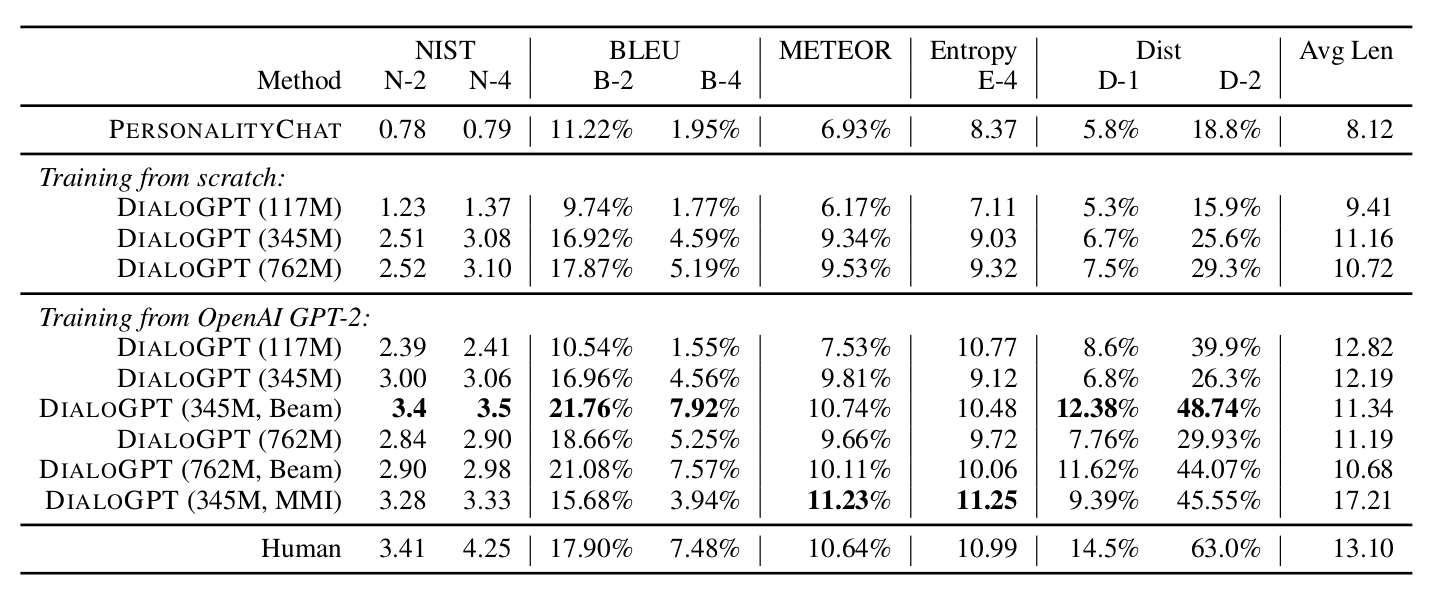 NIST BLEU METEOR Entropy Dist Avg Len
Method N-2 N-4 B-2 B-4 E-4 D-1 D-2
PERSONALITYCHAT 0.78 0.79 11.22% 1.95% 6.93% 8.37 5.8% 18.8% 8.12
Training from scratch:
DIALOGPT (117M) 1.23 1.37 9.74% 1.77% 6.17% 7.11 5.3% 15.9% 9.41
DIALOGPT (345M) 2.51 3.08 16.92% 4.59% 9.34% 9.03 6.7% 25.6% 11.16
DIALOGPT (762M) 2.52 3.10 17.87% 5.19% 9.53% 9.32 7.5% 29.3% 10.72
Training from OpenAI GPT-2:
DIALOGPT (117M) 2.39 2.41 10.54% 1.55% 7.53% 10.77 8.6% 39.9% 12.82
DIALOGPT (345M) 3.00 3.06 16.96% 4.56% 9.81% 9.12 6.8% 26.3% 12.19
DIALOGPT (345M, Beam) 3.4 3.5 21.76% 7.92% 10.74% 10.48 12.38% 48.74% 11.34
DIALOGPT (762M) 2.84 2.90 18.66% 5.25% 9.66% 9.72 7.76% 29.93% 11.19
DIALOGPT (762M, Beam) 2.90 2.98 21.08% 7.57% 10.11% 10.06 11.62% 44.07% 10.68
DIALOGPT (345M, MMI) 3.28 3.33 15.68% 3.94% 11.23% 11.25 9.39% 45.55% 17.21
Human 3.41 4.25 17.90% 7.48% 10.64% 10.99 14.5% 63.0% 13.10